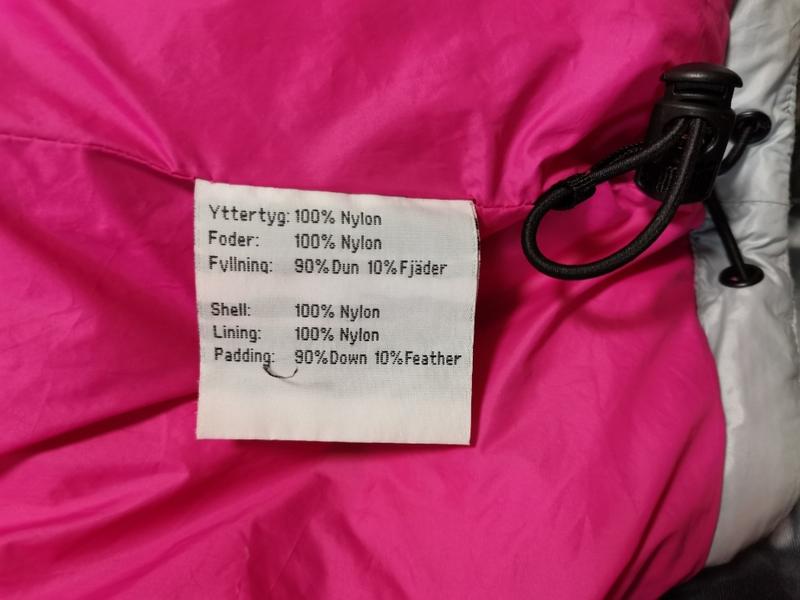 Yttertyg: 100% Nylon
Foder: 100% Nylon
Fyllning: 90%Dun 10%Fjäder
Shell: 100% Nylon
Lining: 100% Nylon
Padding: 90%Down 10%Feather